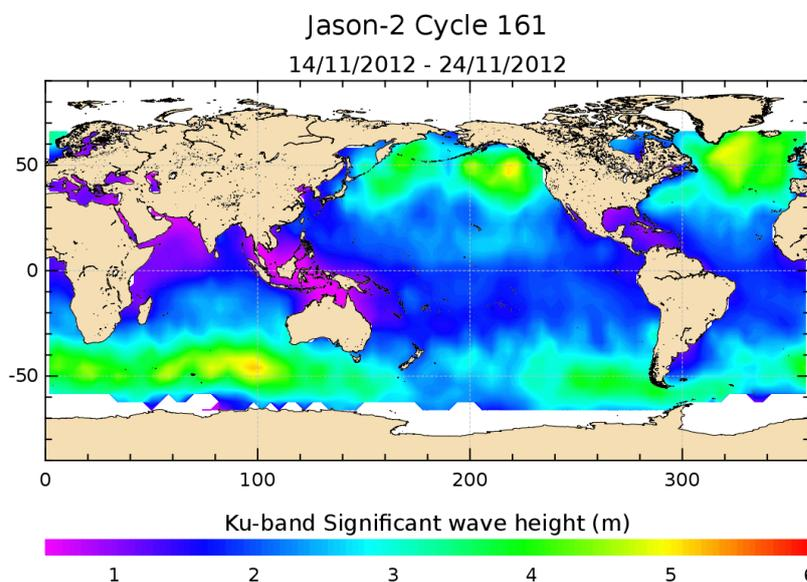 Jason-2 Cycle 161
14/11/2012 - 24/11/2012
50
0
-50
0 100 200 300
Ku-band Significant wave height (m)
1 2 3 4 5